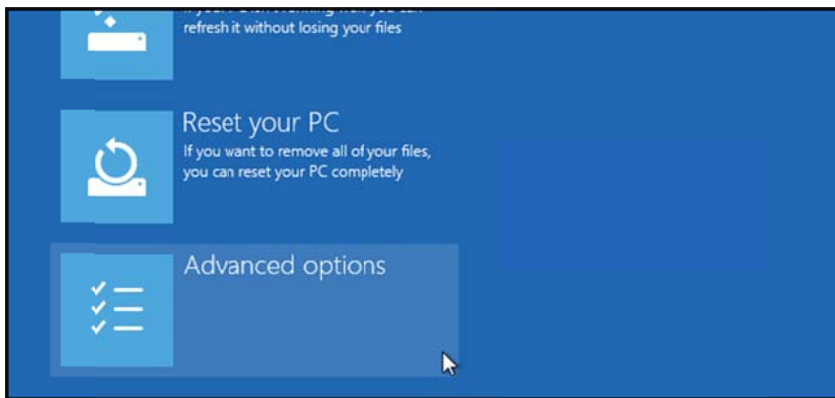 refresh it without losing your files
Reset your PC
If you want to remove all of your files,
you can reset your PC completely
Advanced options